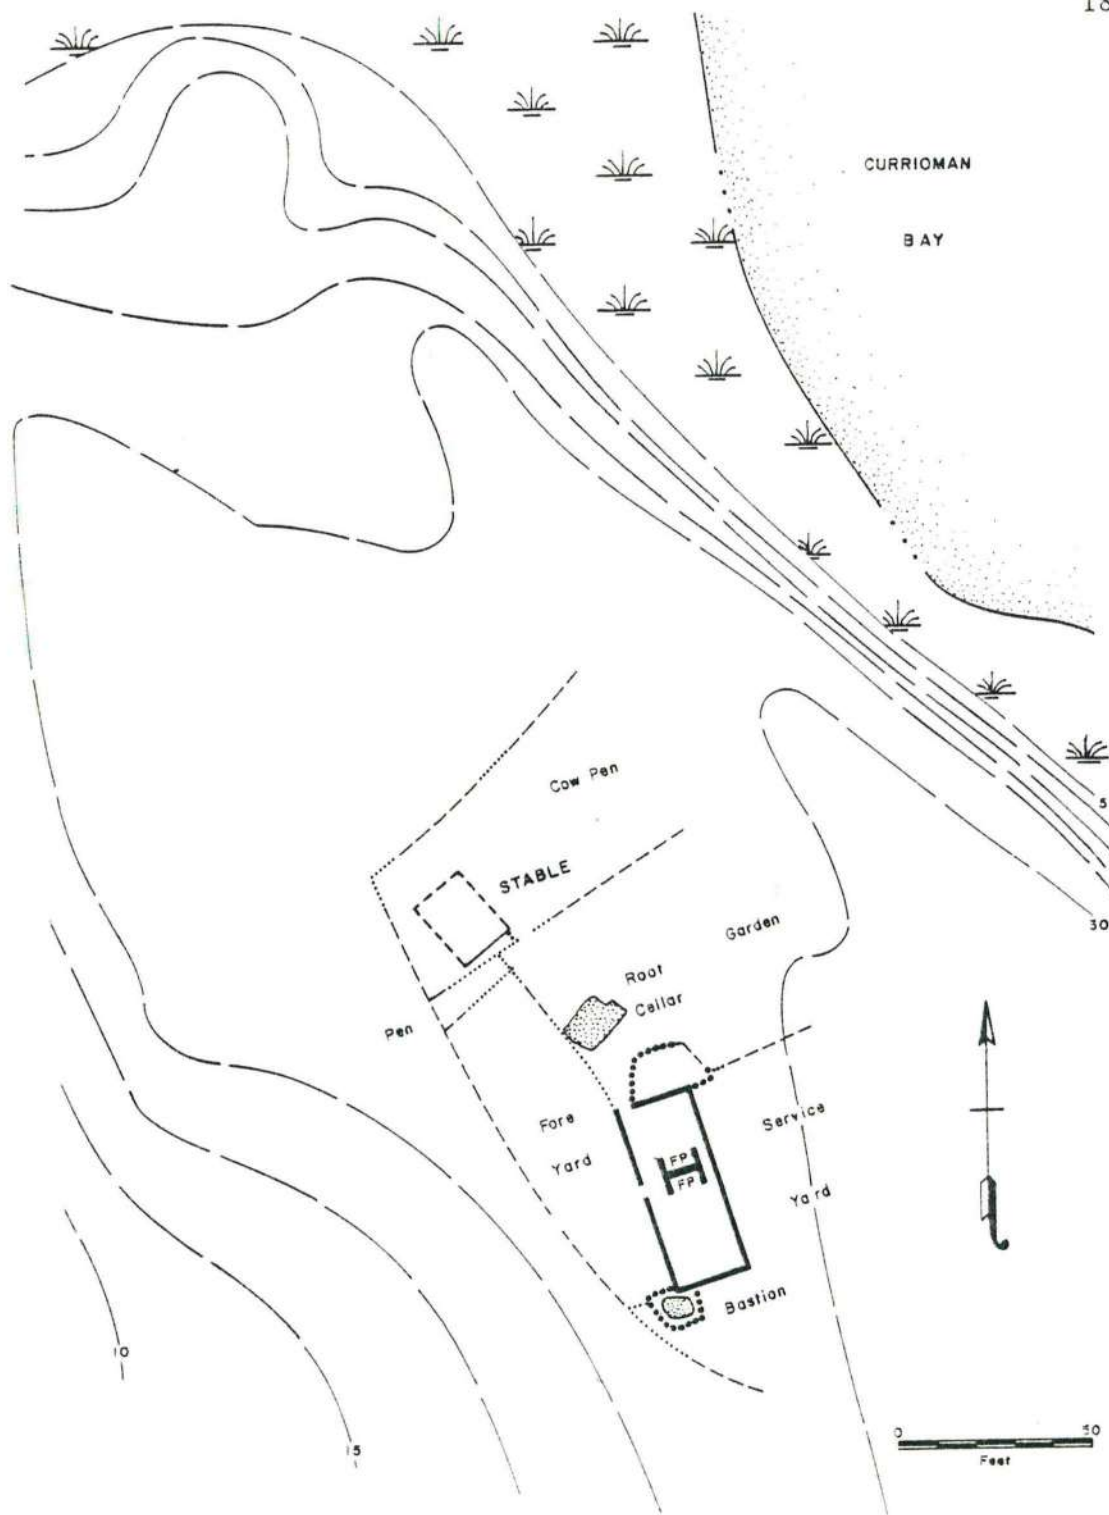 18
CURRIOMAN
BAY
5
Cow Pen
STABLE
30
Garden
Root
Cellar
Pen
Fore
Yard
Service
Yard
FP
FP
Bastion
10
15
0 50
Feet